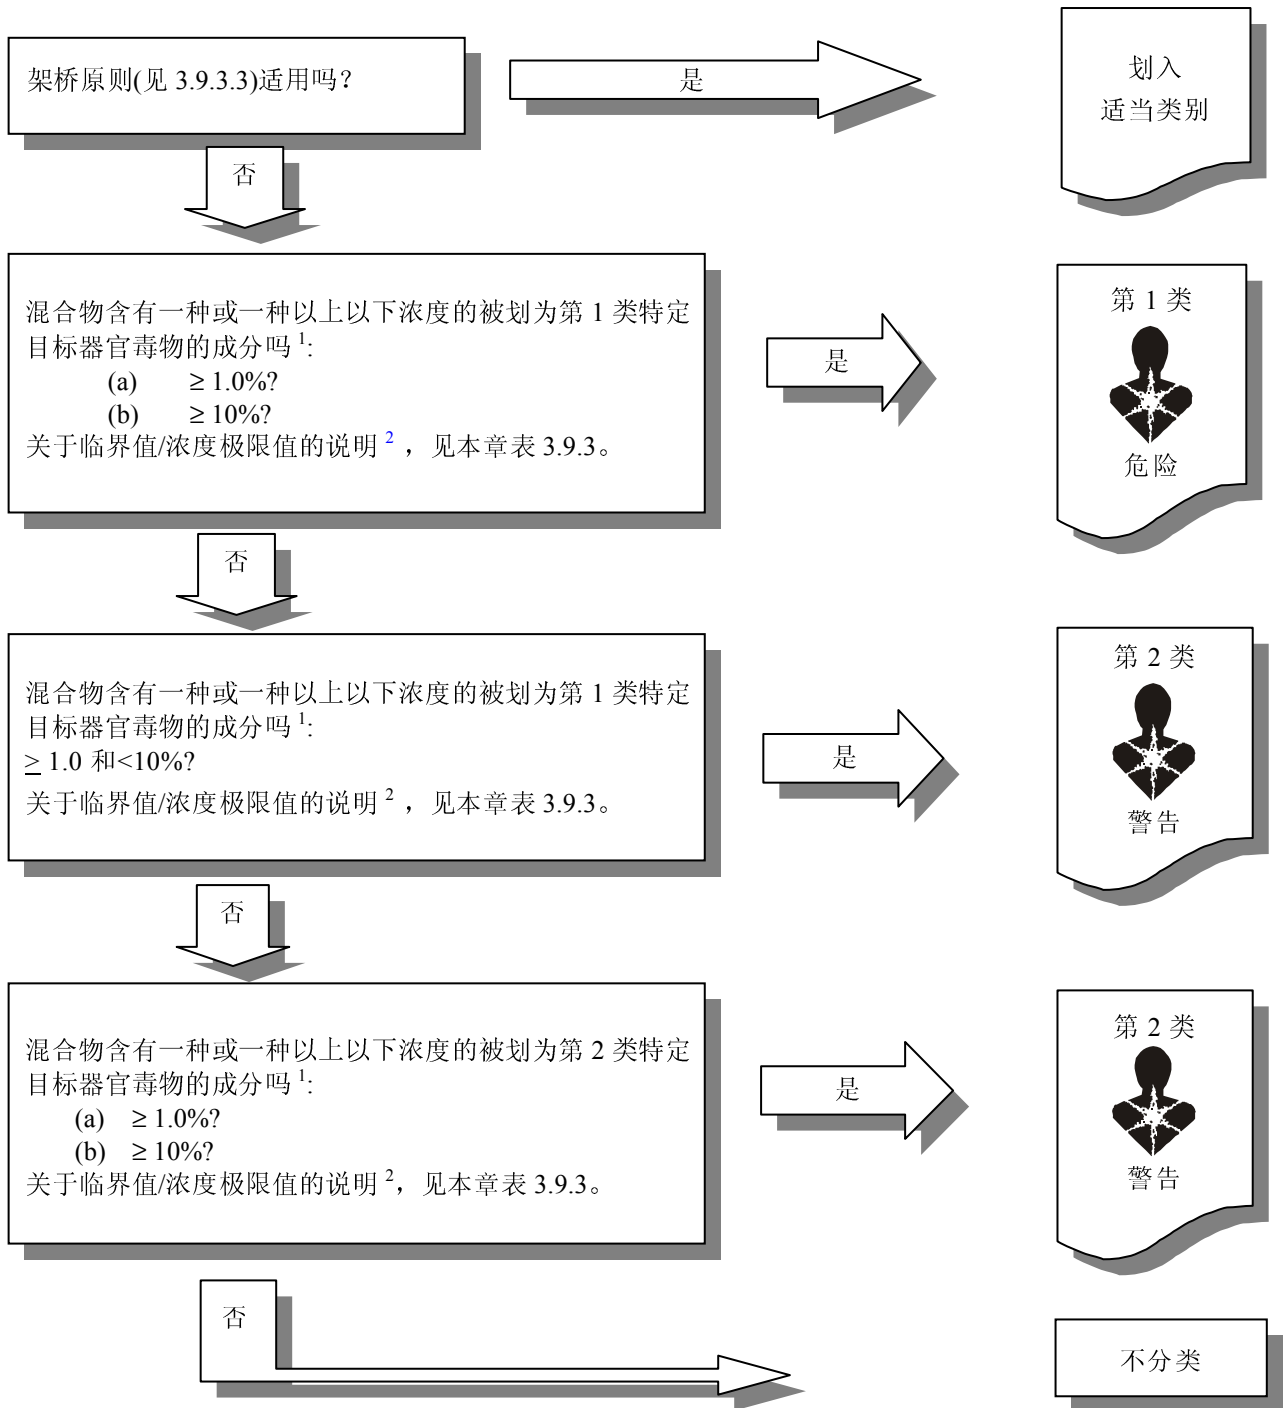 架桥原则(见 3.9.3.3)适用吗？
是
划入
适当类别
否
混合物含有一种或一种以上以下浓度的被划为第 1 类特定
目标器官毒物的成分吗 1:
(a) ≥ 1.0%?
(b) ≥ 10%?
关于临界值/浓度极限值的说明 2 ，见本章表 3.9.3。
是
第 1 类
危险
否
混合物含有一种或一种以上以下浓度的被划为第 1 类特定
目标器官毒物的成分吗 1:
≥ 1.0 和<10%?
关于临界值/浓度极限值的说明 2 ，见本章表 3.9.3。
是
第 2 类
警告
否
混合物含有一种或一种以上以下浓度的被划为第 2 类特定
目标器官毒物的成分吗 1:
(a) ≥ 1.0%?
(b) ≥ 10%?
关于临界值/浓度极限值的说明 2，见本章表 3.9.3。
是
第 2 类
警告
否
不分类